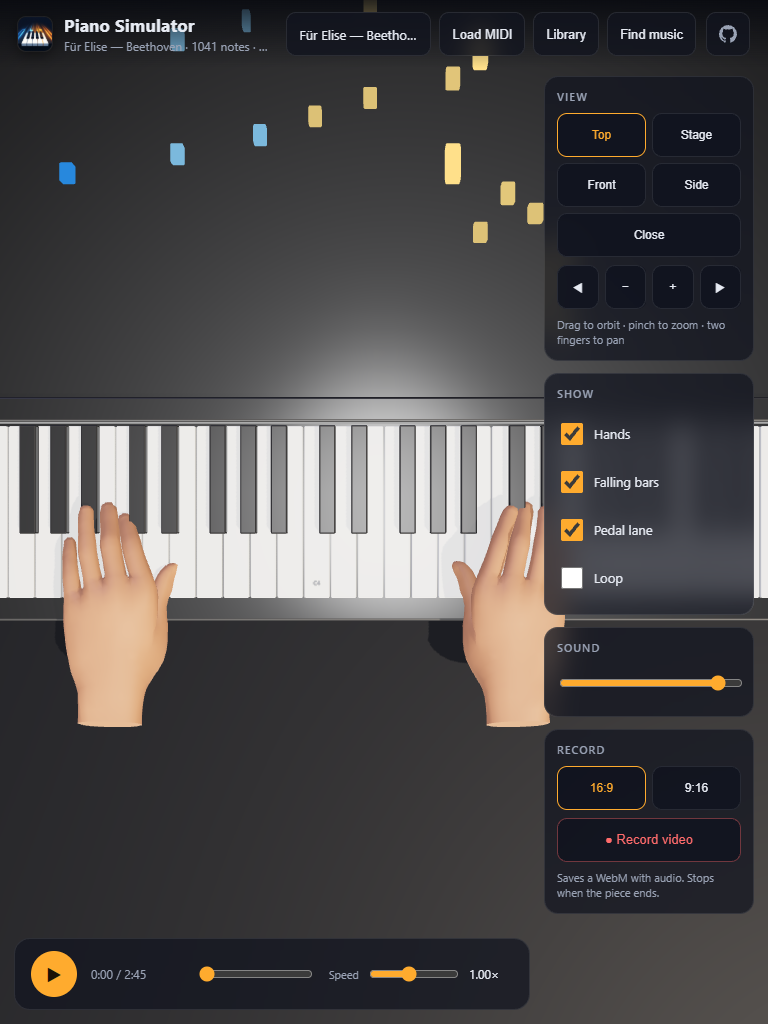 Piano Simulator
Für Elise — Beethoven · 1041 notes · ...
Für Elise — Beetho...
Load MIDI
Library
Find music
VIEW
Top
Stage
Front
Side
Close
◀
−
+
▶
Drag to orbit · pinch to zoom · two
fingers to pan
SHOW
Hands
Falling bars
Pedal lane
Loop
C4
SOUND
RECORD
16:9
9:16
● Record video
Saves a WebM with audio. Stops
when the piece ends.
0:00 / 2:45
Speed
1.00×